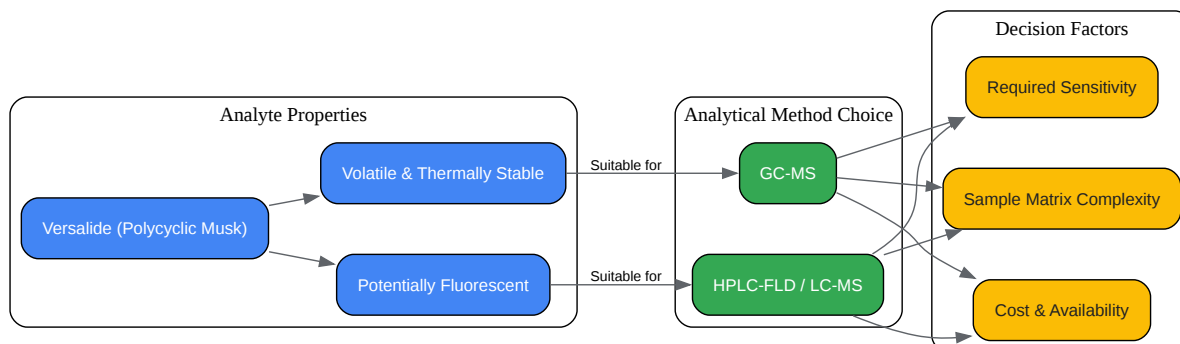 Decision Factors
Required Sensitivity
Analyte Properties
Analytical Method Choice
Volatile & Thermally Stable
Suitable for
GC-MS
Sample Matrix Complexity
Versalide (Polycyclic Musk)
Potentially Fluorescent
Suitable for
HPLC-FLD / LC-MS
Cost & Availability